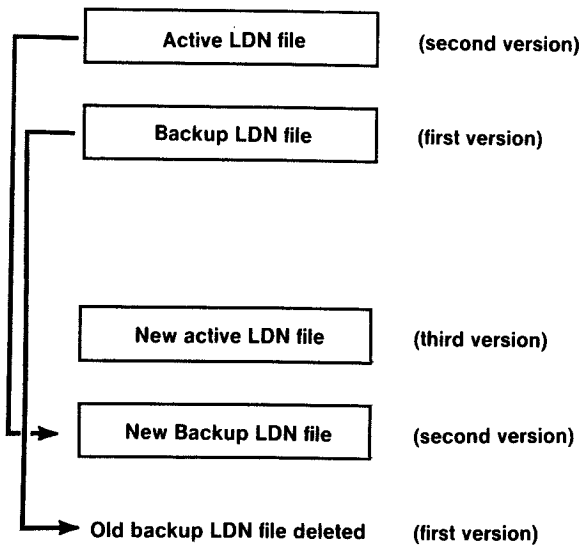 Active LDN file (second version)
Backup LDN file (first version)
New active LDN file (third version)
New Backup LDN file (second version)
Old backup LDN file deleted (first version)